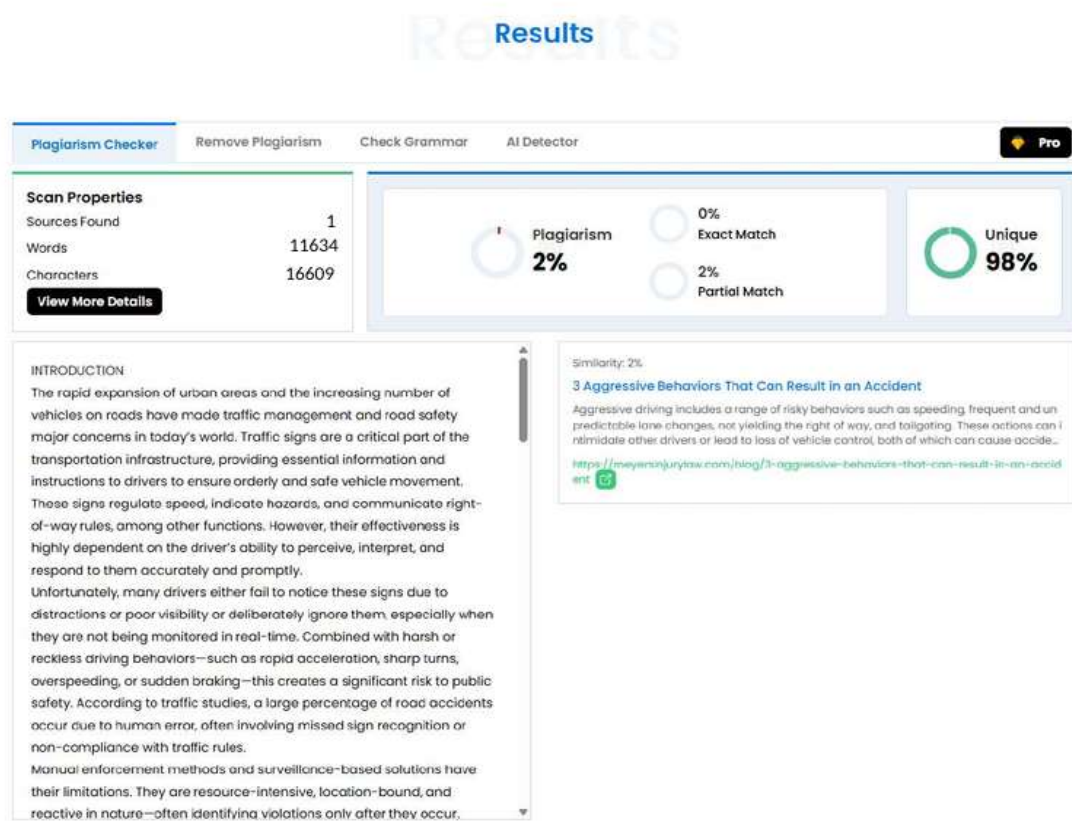 Results
Results
Plagiarism Checker
Remove Plagiarism
Check Grammar
AI Detector
Pro
Scan Properties
Sources Found 1
Words 11634
Characters 16609
View More Details
Plagiarism
2%
0%
Exact Match
2%
Partial Match
Unique
98%
INTRODUCTION
The rapid expansion of urban areas and the increasing number of
vehicles on roads have made traffic management and road safety
major concerns in today's world. Traffic signs are a critical part of the
transportation infrastructure, providing essential information and
instructions to drivers to ensure orderly and safe vehicle movement.
These signs regulate speed, indicate hazards, and communicate right-
of-way rules, among other functions. However, their effectiveness is
highly dependent on the driver's ability to perceive, interpret, and
respond to them accurately and promptly.
Unfortunately, many drivers either fail to notice these signs due to
distractions or poor visibility or deliberately ignore them, especially when
they are not being monitored in real-time. Combined with harsh or
reckless driving behaviors—such as rapid acceleration, sharp turns,
overspeeding, or sudden braking—this creates a significant risk to public
safety. According to traffic studies, a large percentage of road accidents
occur due to human error, often involving missed sign recognition or
non-compliance with traffic rules.
Manual enforcement methods and surveillance-based solutions have
their limitations. They are resource-intensive, location-bound, and
reactive in nature—often identifying violations only after they occur.
Similarity: 2%
3 Aggressive Behaviors That Can Result in an Accident
Aggressive driving includes a range of risky behaviors such as speeding, frequent and un
predictable lane changes, not yielding the right of way, and tailgating. These actions can i
ntimidate other drivers or lead to loss of vehicle control, both of which can cause accide...
https://meyersinjurylaw.com/blog/3-aggressive-behaviors-that-can-result-in-an-accid
ent